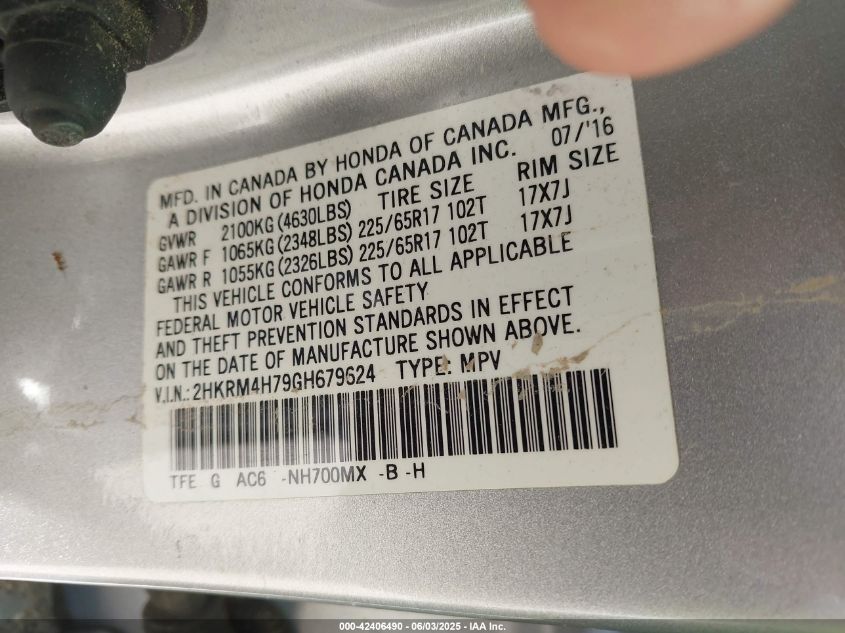 MFD. IN CANADA BY HONDA OF CANADA MFG.,
A DIVISION OF HONDA CANADA INC. 07/'16
GVWR 2100KG (4630LBS) TIRE SIZE RIM SIZE
GAWR F 1065KG (2348LBS) 225/65R17 102T 17X7J
GAWR R 1055KG (2326LBS) 225/65R17 102T 17X7J
THIS VEHICLE CONFORMS TO ALL APPLICABLE
FEDERAL MOTOR VEHICLE SAFETY
AND THEFT PREVENTION STANDARDS IN EFFECT
ON THE DATE OF MANUFACTURE SHOWN ABOVE.
V.I.N.: 2HKRM4H79GH679624 TYPE: MPV
TFE G AC6 -NH700MX -B -H
000-42406490 - 06/03/2025 - IAA Inc.